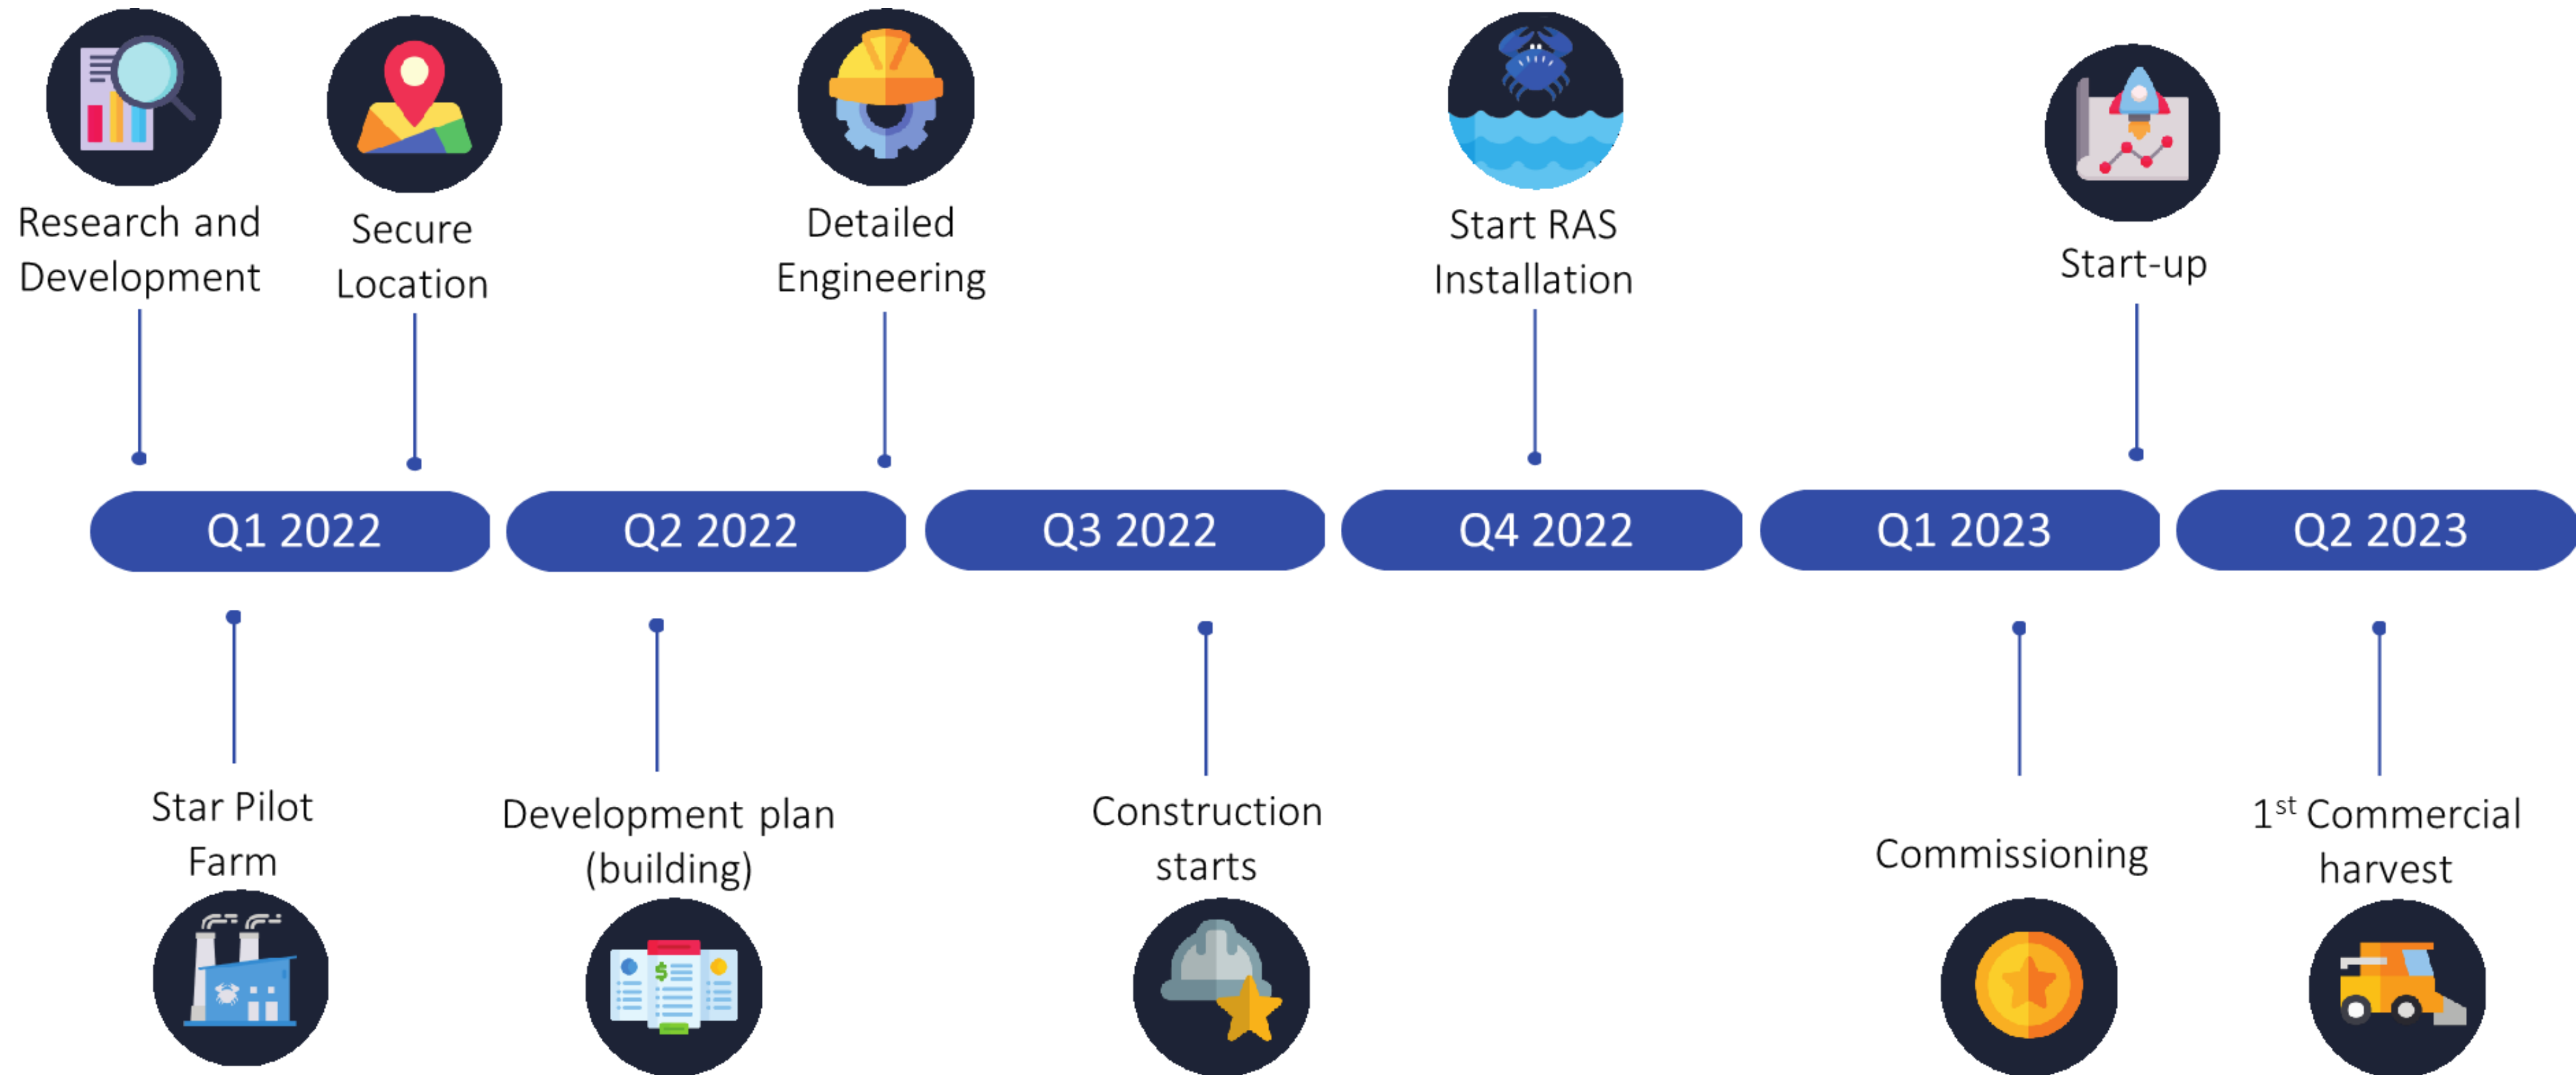 Research and
Development
Secure
Location
Detailed
Engineering
Start RAS
Installation
Start-up
Q1 2022
Q2 2022
Q3 2022
Q4 2022
Q1 2023
Q2 2023
Star Pilot
Farm
Development plan
(building)
Construction
starts
Commissioning
1st Commercial
harvest
$